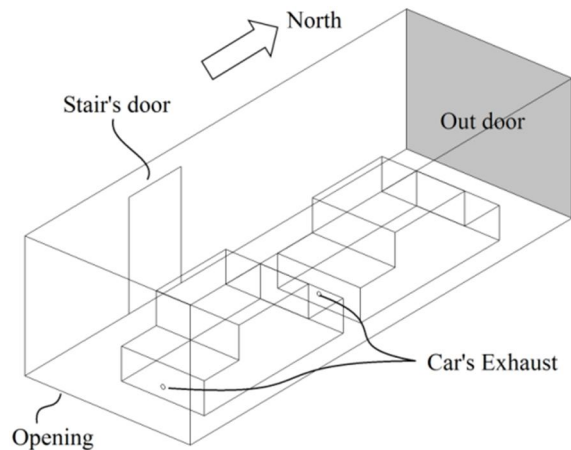 North
Stair's door
Out door
Car's Exhaust
Opening